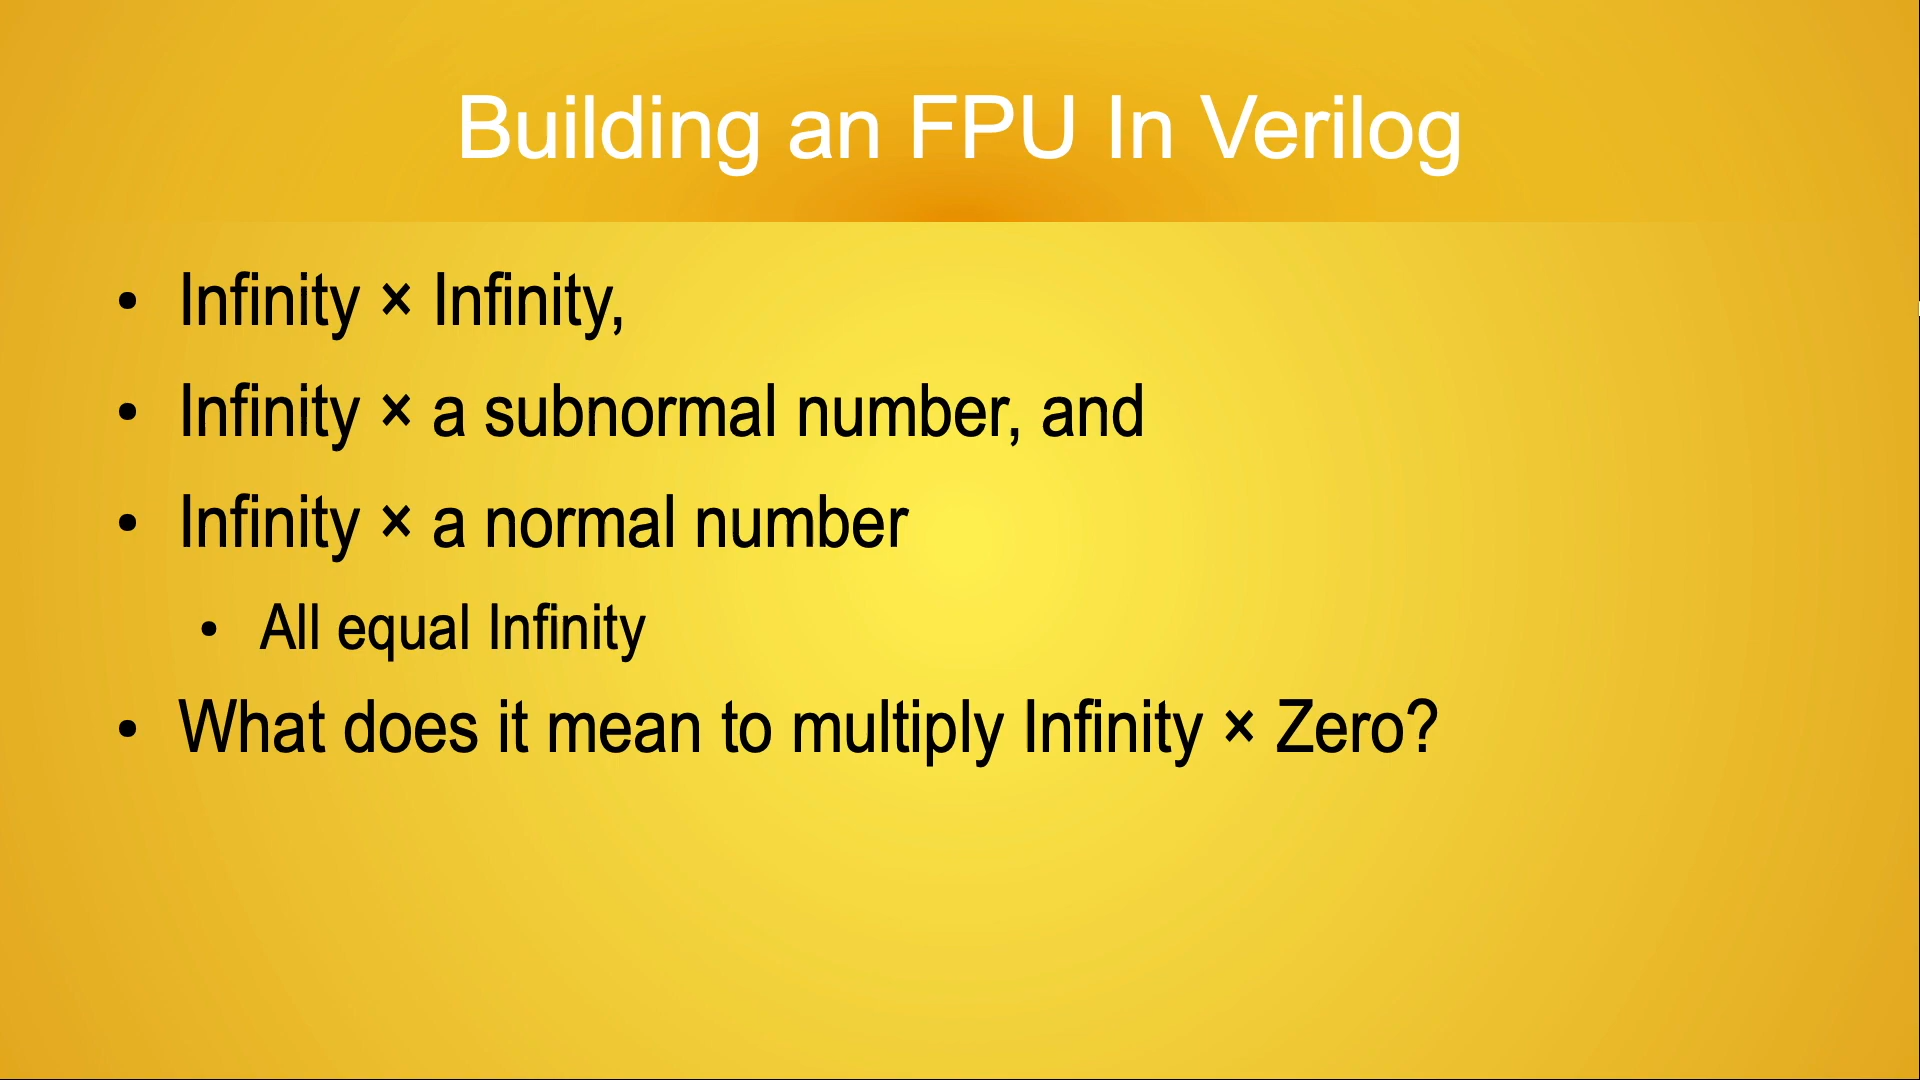 Building an FPU In Verilog
• Infinity × Infinity,
• Infinity × a subnormal number, and
• Infinity × a normal number
• All equal Infinity
• What does it mean to multiply Infinity × Zero?